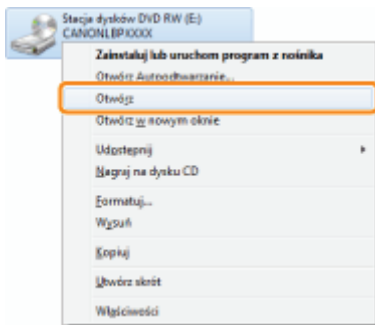 Stacja dysków DVD RW (E:)
CANONLBPXXXX
Zainstaluj lub uruchom program z nośnika
Otwórz Autoodtwarzanie...
Otwórz
Otwórz w nowym oknie
Udostępnij
Nagraj na dysku CD
Formatuj...
Wysuń
Kopiuj
Utwórz skrót
Właściwości